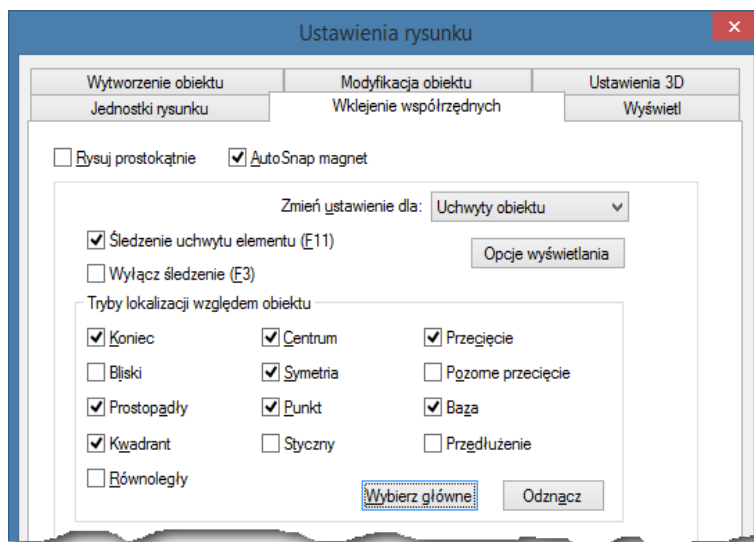 Ustawienia rysunku
Wytworzenie obiektu Modyfikacja obiektu Ustawienia 3D
Jednostki rysunku Wklejenie współrzędnych Wyświetl
Rysuj prostokątnie AutoSnap magnet
Zmień ustawienie dla: Uchwyty obiektu
Śledzenie uchwytu elementu (F11)
Opcje wyświetlania
Wyłącz śledzenie (F3)
Tryby lokalizacji względem obiektu
Koniec Centrum Przecięcie
Bliski Symetria Pozorne przecięcie
Prostopadły Punkt Baza
Kwadrant Styczny Przedłużenie
Równoległy
Wybierz główne Odznącz